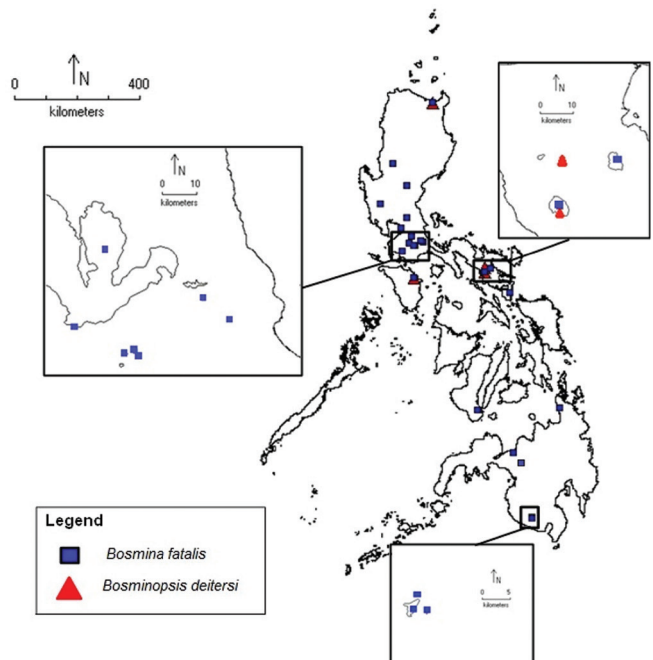 N
0 400
kilometers
N
0 10
kilometers
N
0 10
kilometers
Legend
Bosmina fatalis
Bosminopsis deitersi
N
0 5
kilometers